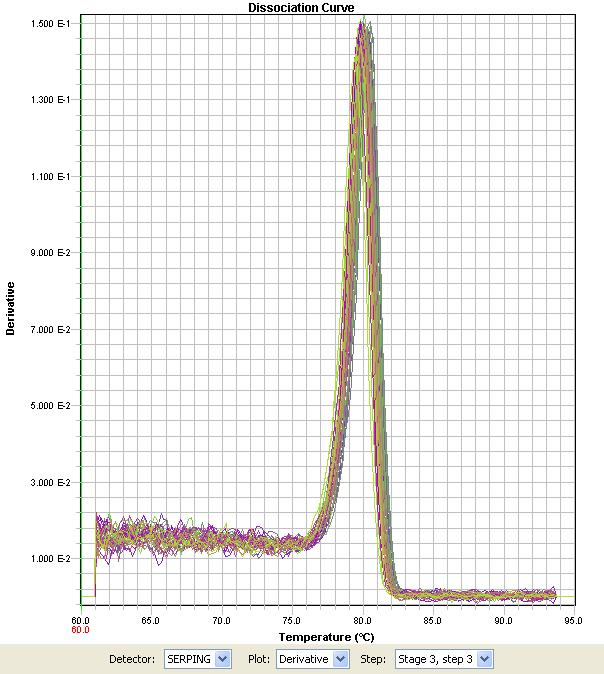 Dissociation Curve
1.500 E-1
1.300 E-1
1.100 E-1
9.000 E-2
7.000 E-2
5.000 E-2
3.000 E-2
1.000 E-2
Derivative
60.0 65.0 70.0 75.0 80.0 85.0 90.0 95.0
60.0
Temperature (°C)
Detector: SERPING Plot: Derivative Step: Stage 3, step 3